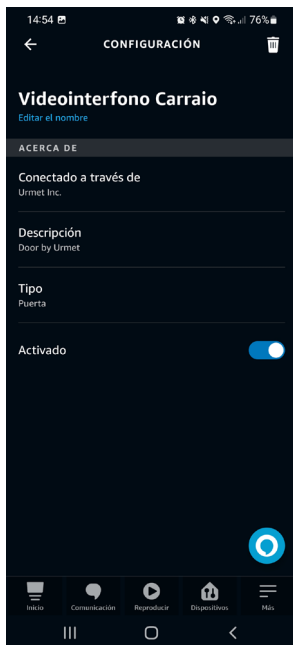 14:54 76%
CONFIGURACIÓN
Videointerfono Carraio
Editar el nombre
ACERCA DE
Conectado a través de
Urmet Inc.
Descripción
Door by Urmet
Tipo
Puerta
Activado
Inicio Comunicación Reproducir Dispositivos Más